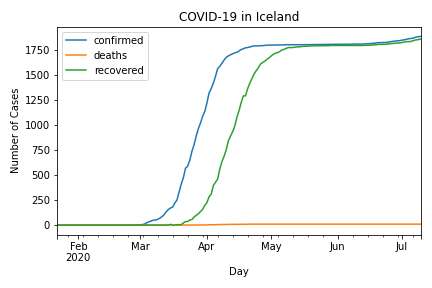 COVID-19 in Iceland
confirmed
deaths
recovered
Number of Cases
1750
1500
1250
1000
750
500
250
0
Feb
2020
Mar
Apr
May
Jun
Jul
Day